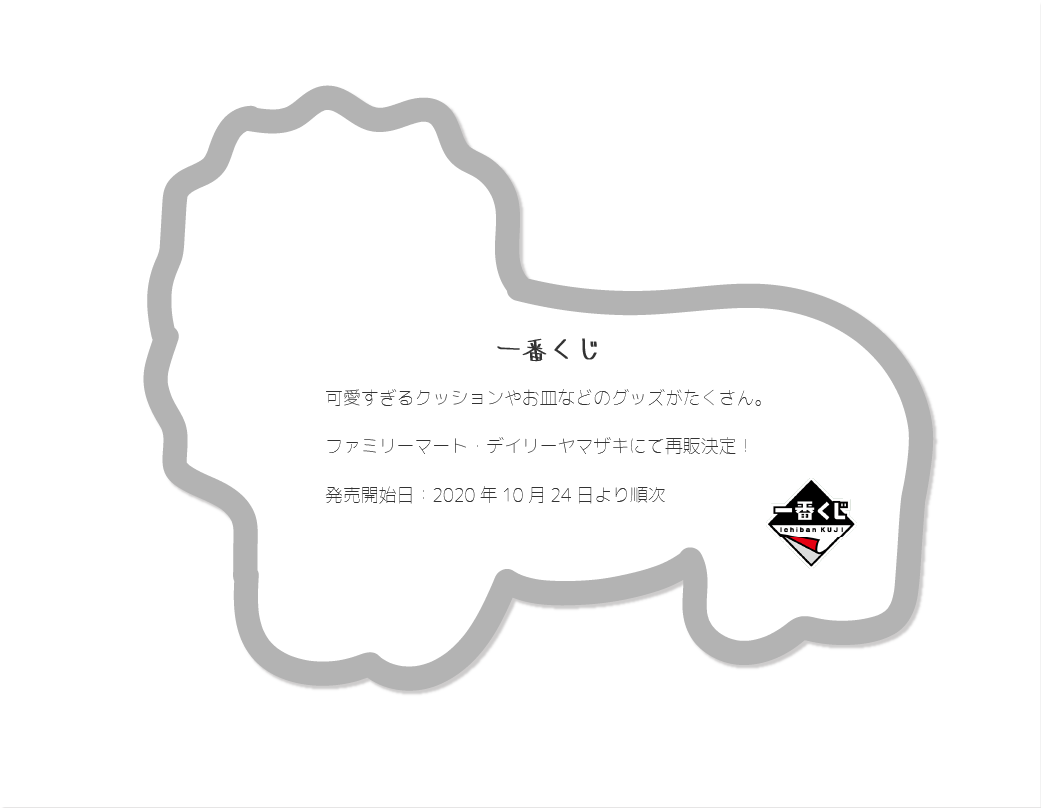 一番くじ
可愛すぎるクッションやお皿などのグッズがたくさん。
ファミリーマート・デイリーヤマザキにて再販決定！
発売開始日：2020 年 10 月 24 日より順次
一番くじ
Ichiban KUJI